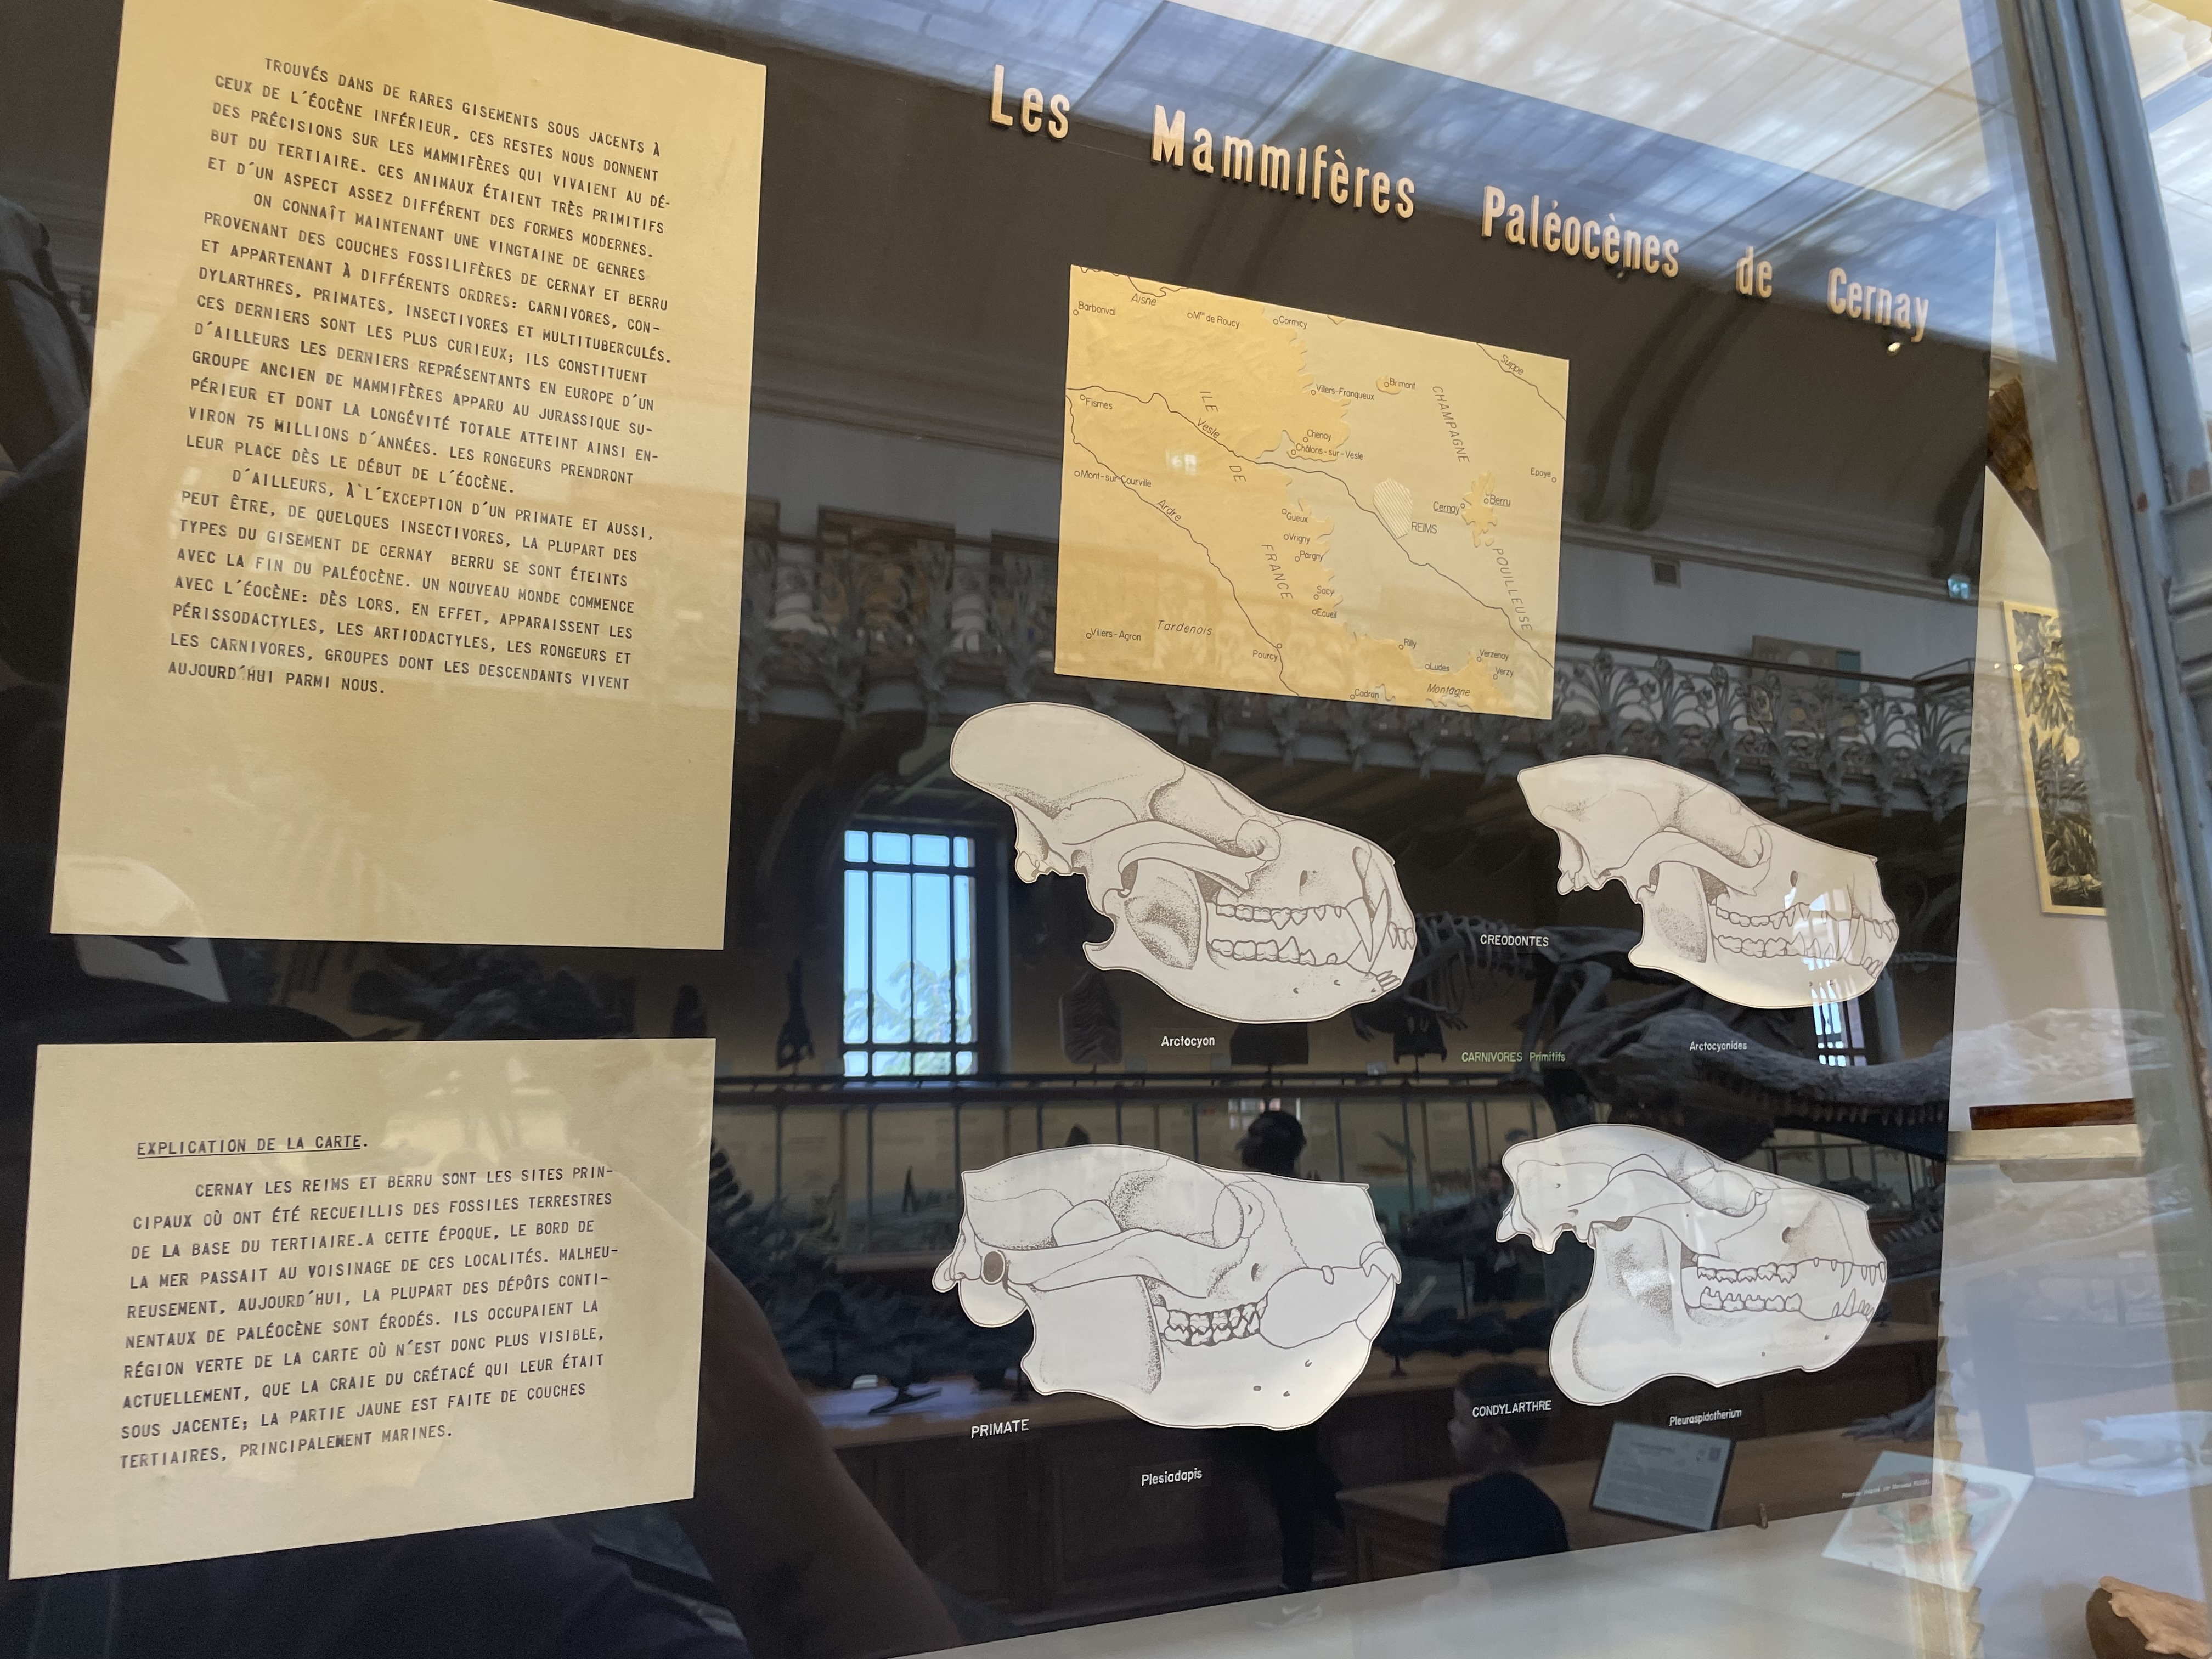 TROUVÉS DANS DE RARES GISEMENTS SOUS JACENTS À
CEUX DE L'ÉOCÈNE INFÉRIEUR, CES RESTES NOUS DONNENT
DES PRÉCISIONS SUR LES MAMMIFÈRES QUI VIVAIENT AU DÉ-
BUT DU TERTIAIRE. CES ANIMAUX ÉTAIENT TRÈS PRIMITIFS
ET D'UN ASPECT ASSEZ DIFFÉRENT DES FORMES MODERNES.
ON CONNAÎT MAINTENANT UNE VINGTAINE DE GENRES
PROVENANT DES COUCHES FOSSILIFÈRES DE CERNAY ET BERRU
ET APPARTENANT À DIFFÉRENTS ORDRES: CARNIVORES, CON-
DYLARTHRES, PRIMATES, INSECTIVORES ET MULTITUBERCULÉS.
CES DERNIERS SONT LES PLUS CURIEUX; ILS CONSTITUENT
D'AILLEURS LES DERNIERS REPRÉSENTANTS EN EUROPE D'UN
GROUPE ANCIEN DE MAMMIFÈRES APPARU AU JURASSIQUE SU-
PÉRIEUR ET DONT LA LONGÉVITÉ TOTALE ATTEINT AINSI EN-
VIRON 75 MILLIONS D'ANNÉES. LES RONGEURS PRENDRONT
LEUR PLACE DÈS LE DÉBUT DE L'ÉOCÈNE.
D'AILLEURS, À L'EXCEPTION D'UN PRIMATE ET AUSSI,
PEUT ÊTRE, DE QUELQUES INSECTIVORES, LA PLUPART DES
TYPES DU GISEMENT DE CERNAY BERRU SE SONT ÉTEINTS
AVEC LA FIN DU PALÉOCÈNE. UN NOUVEAU MONDE COMMENCE
AVEC L'ÉOCÈNE: DÈS LORS, EN EFFET, APPARAISSENT LES
PÉRISSODACTYLES, LES ARTIODACTYLES, LES RONGEURS ET
LES CARNIVORES, GROUPES DONT LES DESCENDANTS VIVENT
AUJOURD'HUI PARMI NOUS.
EXPLICATION DE LA CARTE.
CERNAY LES REIMS ET BERRU SONT LES SITES PRIN-
CIPAUX OÙ ONT ÉTÉ RECUEILLIS DES FOSSILES TERRESTRES
DE LA BASE DU TERTIAIRE.A CETTE ÉPOQUE, LE BORD DE
LA MER PASSAIT AU VOISINAGE DE CES LOCALITÉS. MALHEU-
REUSEMENT, AUJOURD'HUI, LA PLUPART DES DÉPÔTS CONTI-
NENTAUX DE PALÉOCÈNE SONT ÉRODÉS. ILS OCCUPAIENT LA
RÉGION VERTE DE LA CARTE OÙ N'EST DONC PLUS VISIBLE,
ACTUELLEMENT, QUE LA CRAIE DU CRÉTACÉ QUI LEUR ÉTAIT
SOUS JACENTE; LA PARTIE JAUNE EST FAITE DE COUCHES
TERTIAIRES, PRINCIPALEMENT MARINES.
Les Mammifères Paléocènes de Cernay
Aisne
Barbonval
Mgne de Roucy
Cormicy
Suippe
Villers-Franqueux
Brimont
Fismes
ILE DE FRANCE
CHAMPAGNE POUILLEUSE
Vesle
Chenay
Châlons-sur-Vesle
Epoye
Mont-sur-Courville
Ardre
Cernay
Berru
Gueux
REIMS
Vrigny
Pargny
Sacy
Ecueil
Villers-Agron
Tardenois
Pourcy
Rilly
Ludes
Verzenay
Verzy
Montagne
CREODONTES
Arctocyon
CARNIVORES Primitifs
Arctocyonides
PRIMATE
Plesiadapis
CONDYLARTHRE
Pleuraspidotherium